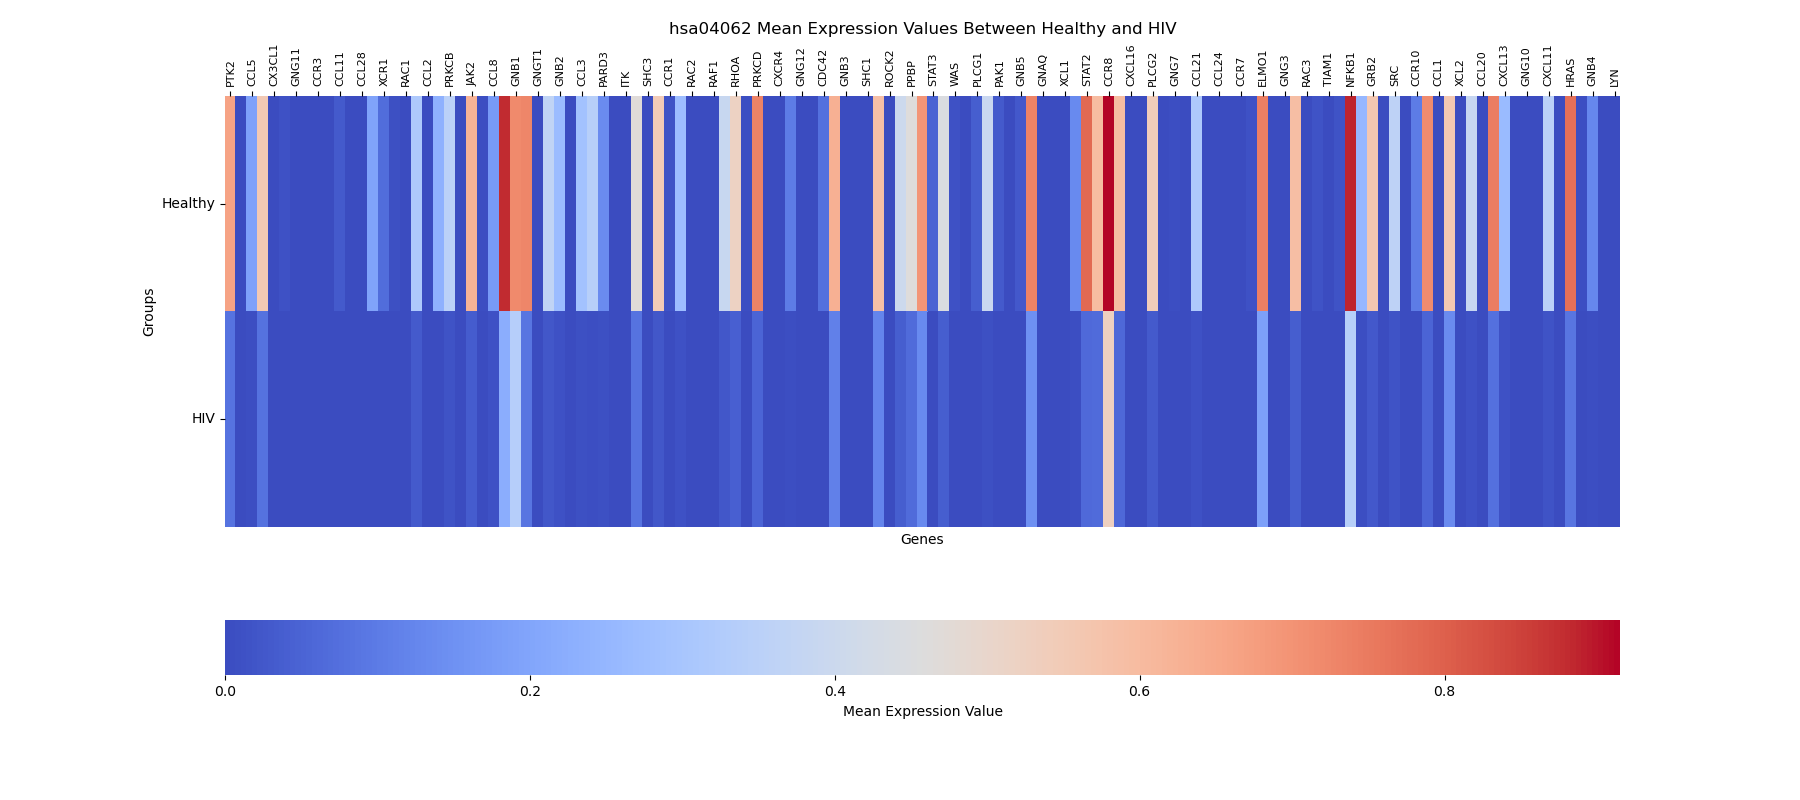 hsa04062 Mean Expression Values Between Healthy and HIV
PTK2
CCL5
CX3CL1
GNG11
CCR3
CCL11
CCL28
XCR1
RAC1
CCL2
PRKCB
JAK2
CCL8
GNB1
GNGT1
GNB2
CCL3
PARD3
ITK
SHC3
CCR1
RAC2
RAF1
RHOA
PRKCD
CXCR4
GNG12
CDC42
GNB3
SHC1
ROCK2
PPBP
STAT3
WAS
PLCG1
PAK1
GNB5
GNAQ
XCL1
STAT2
CCR8
CXCL16
PLCG2
GNG7
CCL21
CCL24
CCR7
ELMO1
GNG3
RAC3
TIAM1
NFKB1
GRB2
SRC
CCR10
CCL1
XCL2
CCL20
CXCL13
GNG10
CXCL11
HRAS
GNB4
LYN
Healthy
HIV
Groups
Genes
0.0
0.2
0.4
0.6
0.8
Mean Expression Value